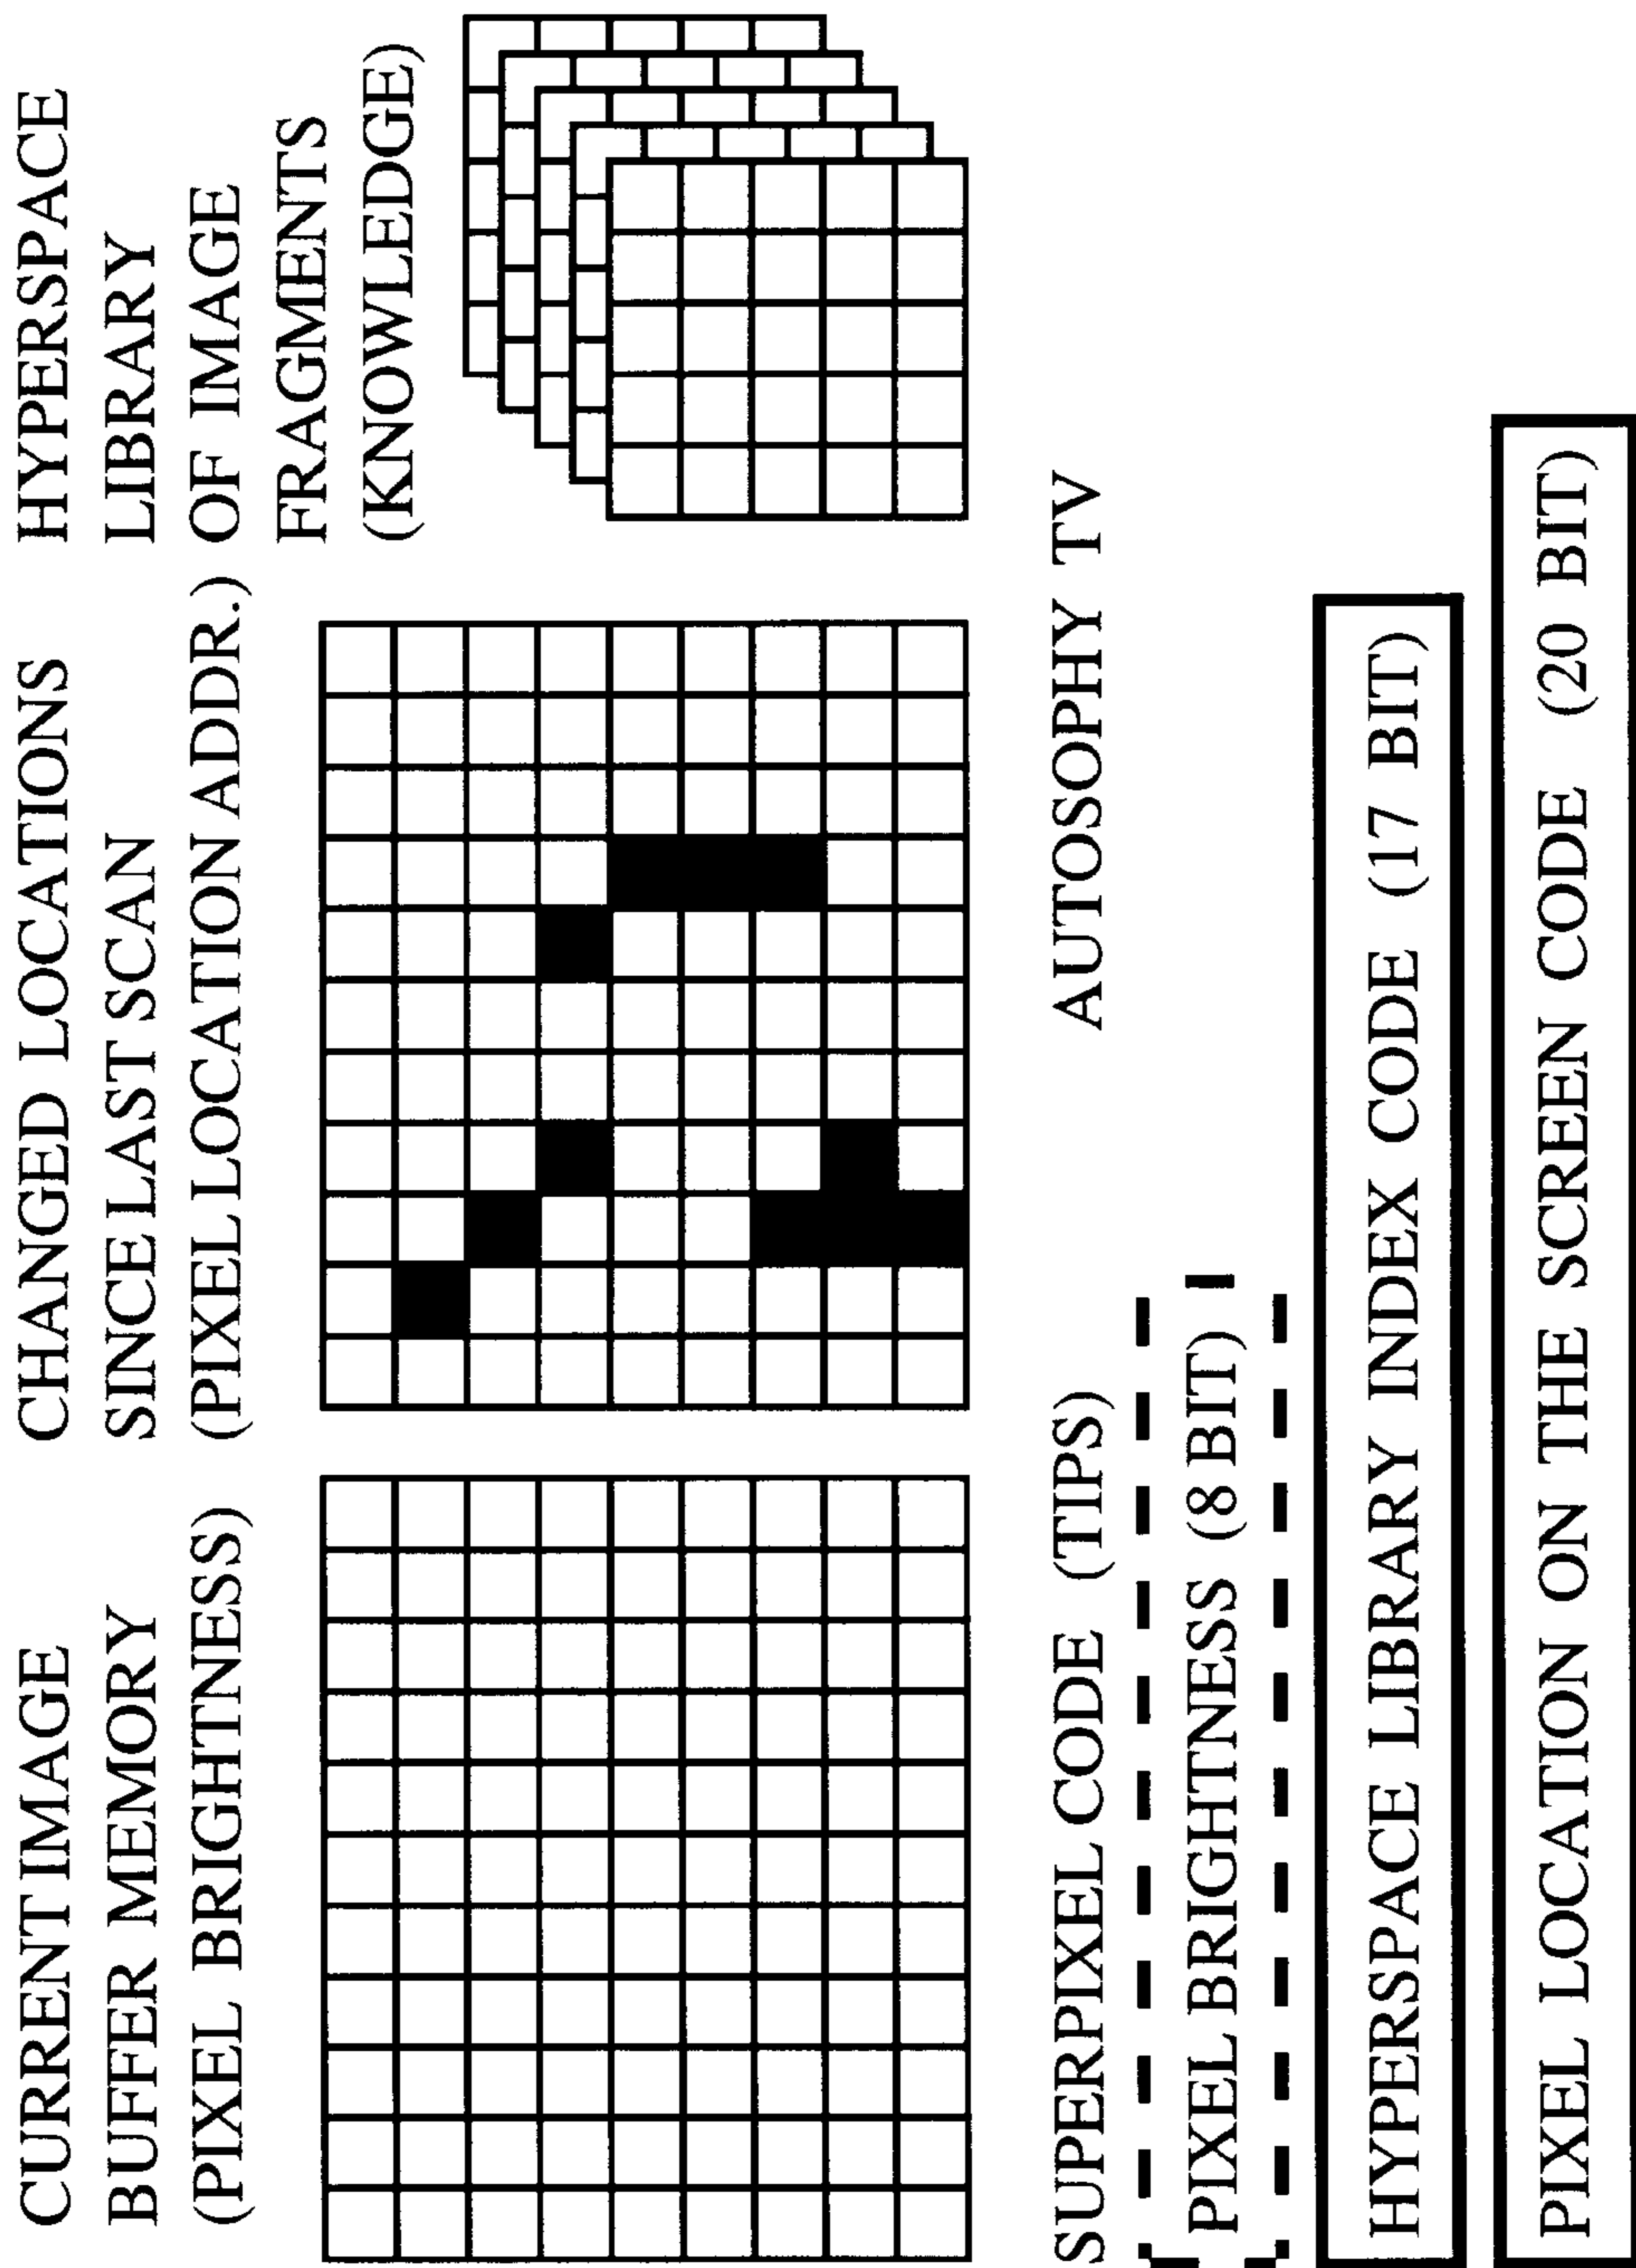 CURRENT IMAGE
BUFFER MEMORY
(PIXEL BRIGHTNESS)
CHANGED LOCATIONS
SINCE LAST SCAN
(PIXEL LOCATION ADDR.)
HYPERSPACE
LIBRARY
OF IMAGE
FRAGMENTS
(KNOWLEDGE)
SUPERPIXEL CODE (TIPS)
AUTOSOPHY TV
PIXEL BRIGHTNESS (8 BIT)
HYPERSPACE LIBRARY INDEX CODE (17 BIT)
PIXEL LOCATION ON THE SCREEN CODE (20 BIT)